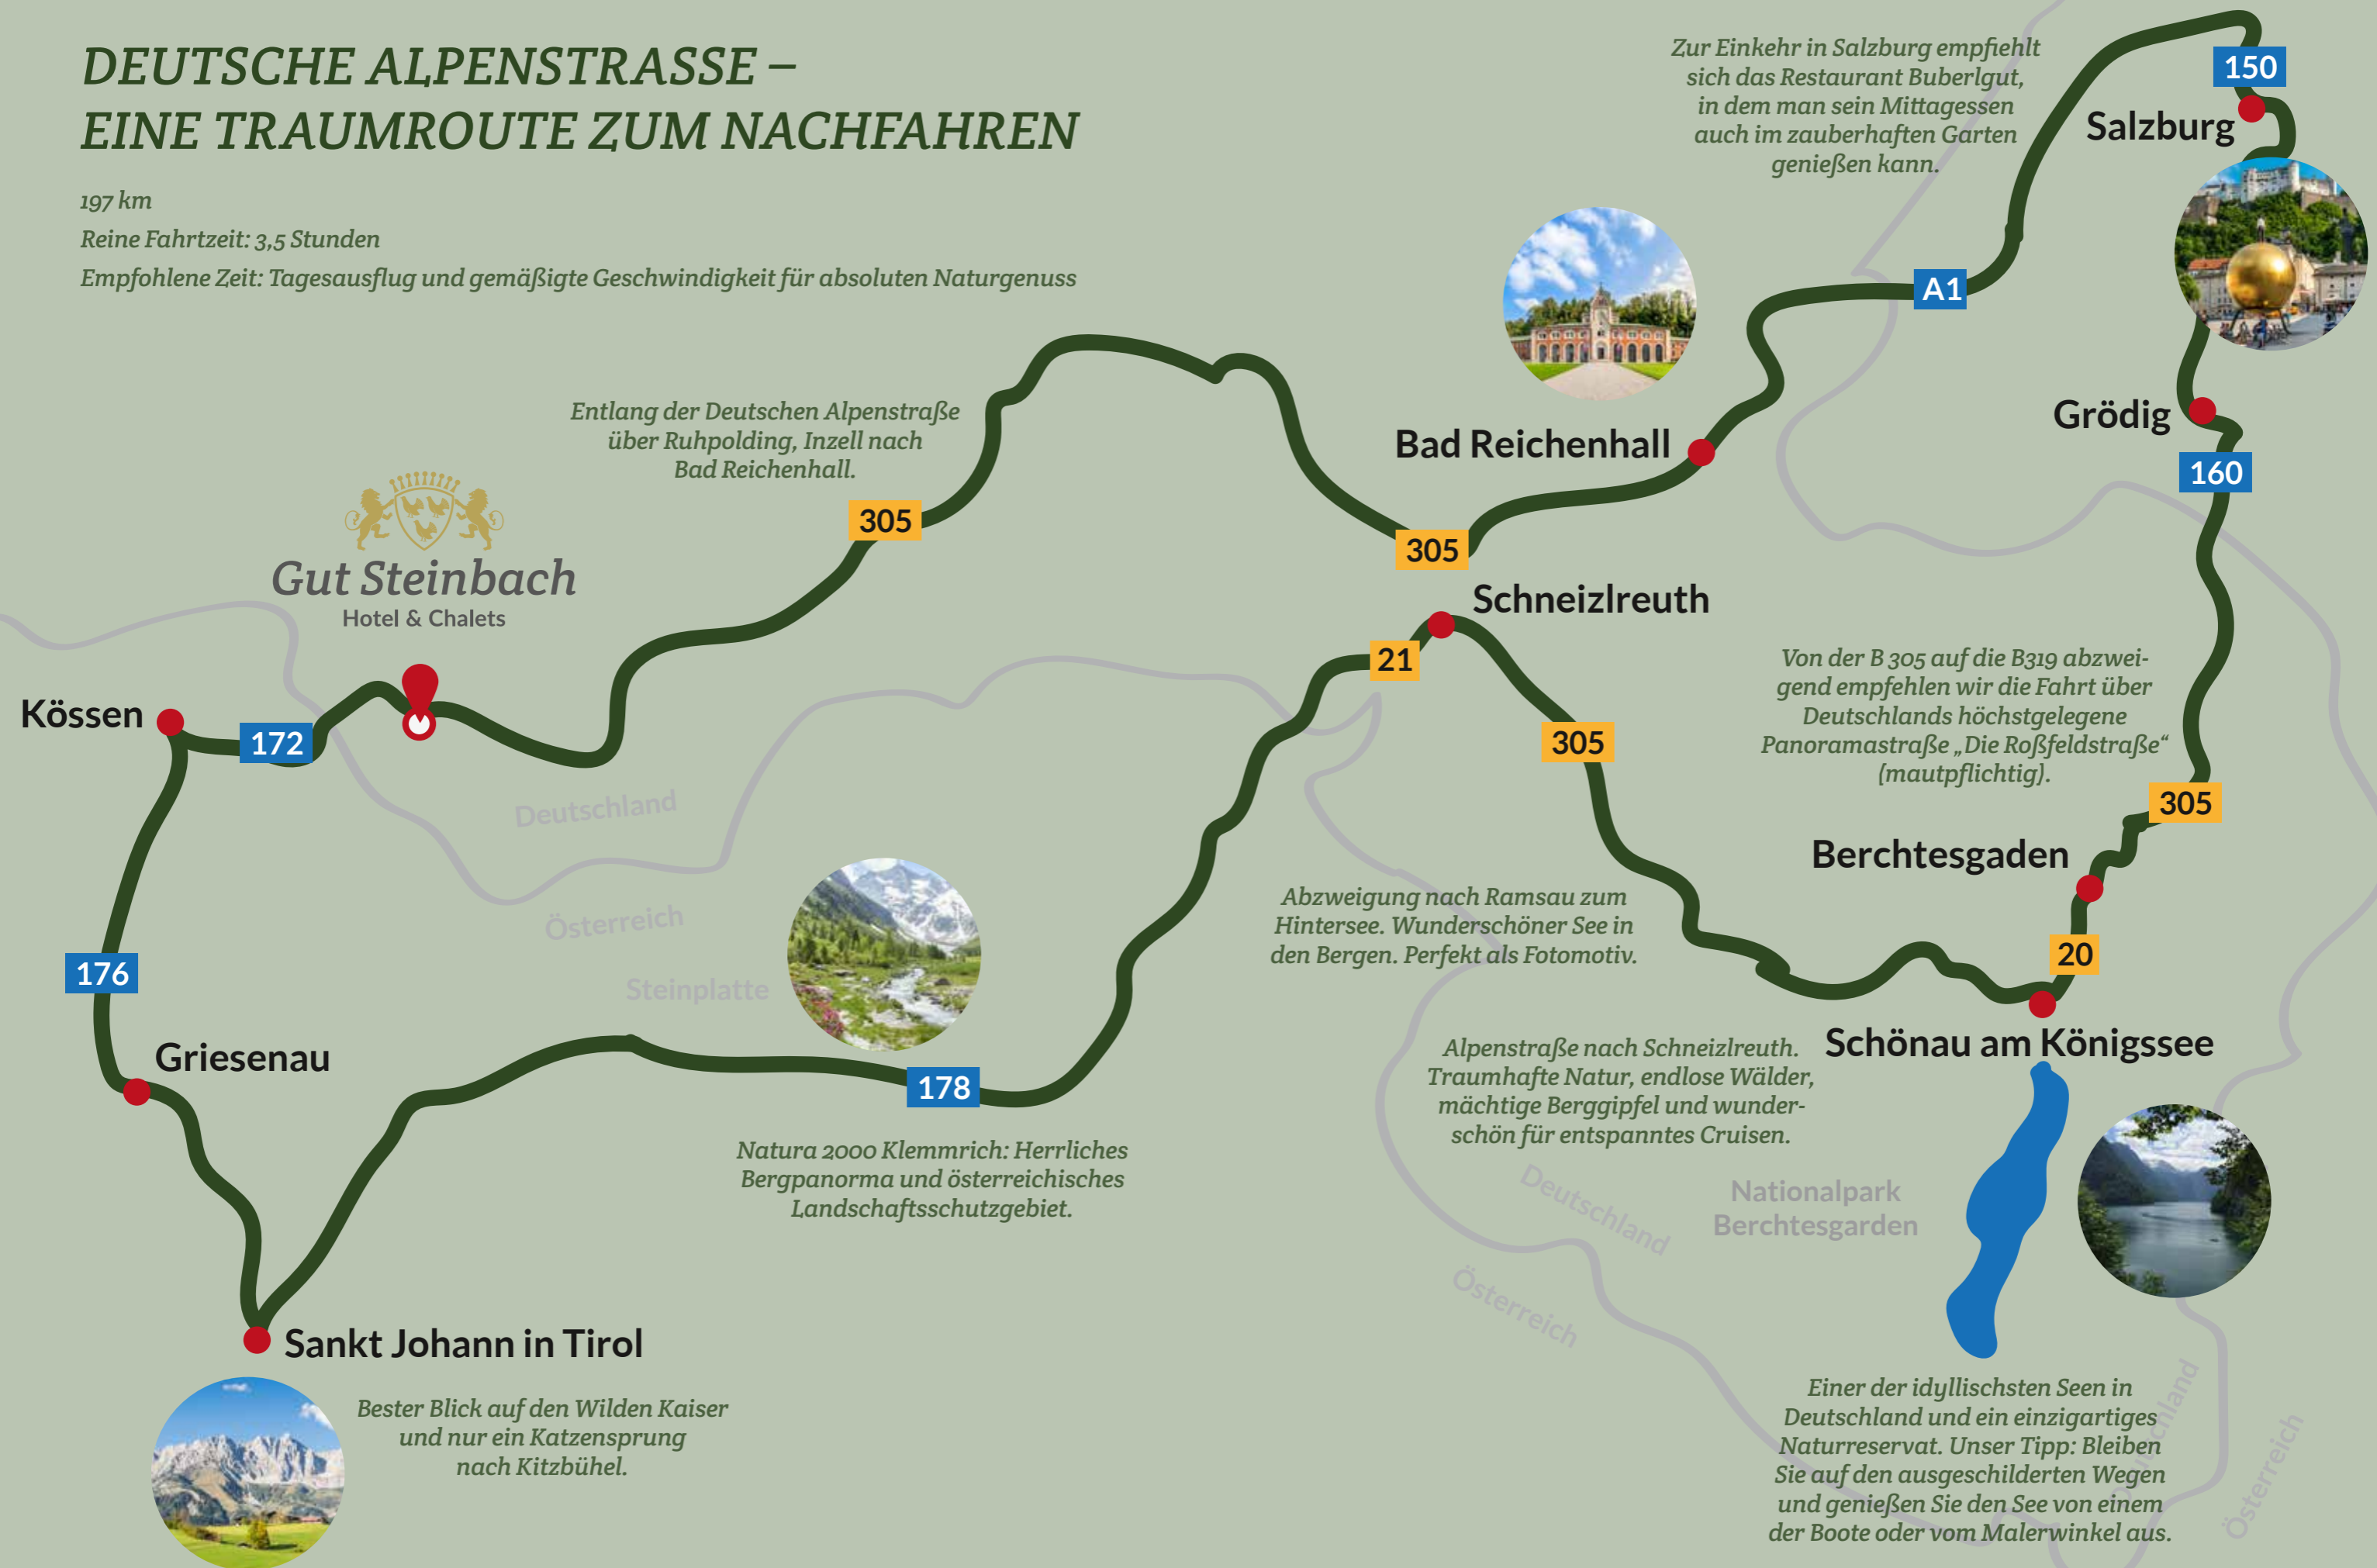 DEUTSCHE ALPENSTRASSE –
EINE TRAUMROUTE ZUM NACHFAHREN
197 km
Reine Fahrtzeit: 3,5 Stunden
Empfohlene Zeit: Tagesausflug und gemäßigte Geschwindigkeit für absoluten Naturgenuss
Zur Einkehr in Salzburg empfiehlt
sich das Restaurant Buberlgut,
in dem man sein Mittagessen
auch im zauberhaften Garten
genießen kann.
150
Salzburg
A1
Entlang der Deutschen Alpenstraße
über Ruhpolding, Inzell nach
Bad Reichenhall.
305
Bad Reichenhall
Grödig
160
305
Gut Steinbach
Hotel & Chalets
Schneizlreuth
21
305
Kössen
172
Von der B 305 auf die B319 abzwei-
gend empfehlen wir die Fahrt über
Deutschlands höchstgelegene
Panoramastraße „Die Roßfeldstraße“
(mautpflichtig).
305
Berchtesgaden
20
Deutschland
Österreich
Steinplatte
Abzweigung nach Ramsau zum
Hintersee. Wunderschöner See in
den Bergen. Perfekt als Fotomotiv.
176
Griesenau
178
Schönau am Königssee
Alpenstraße nach Schneizlreuth.
Traumhafte Natur, endlose Wälder,
mächtige Berggipfel und wunder-
schön für entspanntes Cruisen.
Natura 2000 Klemmrich: Herrliches
Bergpanorma und österreichisches
Landschaftsschutzgebiet.
Deutschland
Österreich
Nationalpark
Berchtesgarden
Sankt Johann in Tirol
Bester Blick auf den Wilden Kaiser
und nur ein Katzensprung
nach Kitzbühel.
Einer der idyllischsten Seen in
Deutschland und ein einzigartiges
Naturreservat. Unser Tipp: Bleiben
Sie auf den ausgeschilderten Wegen
und genießen Sie den See von einem
der Boote oder vom Malerwinkel aus.
Deutschland
Österreich